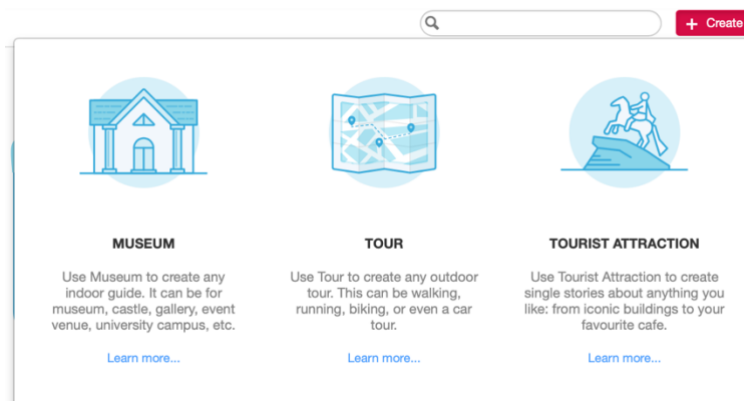 + Create
MUSEUM
Use Museum to create any
indoor guide. It can be for
museum, castle, gallery, event
venue, university campus, etc.
Learn more...
TOUR
Use Tour to create any outdoor
tour. This can be walking,
running, biking, or even a car
tour.
Learn more...
TOURIST ATTRACTION
Use Tourist Attraction to create
single stories about anything you
like: from iconic buildings to your
favourite cafe.
Learn more...